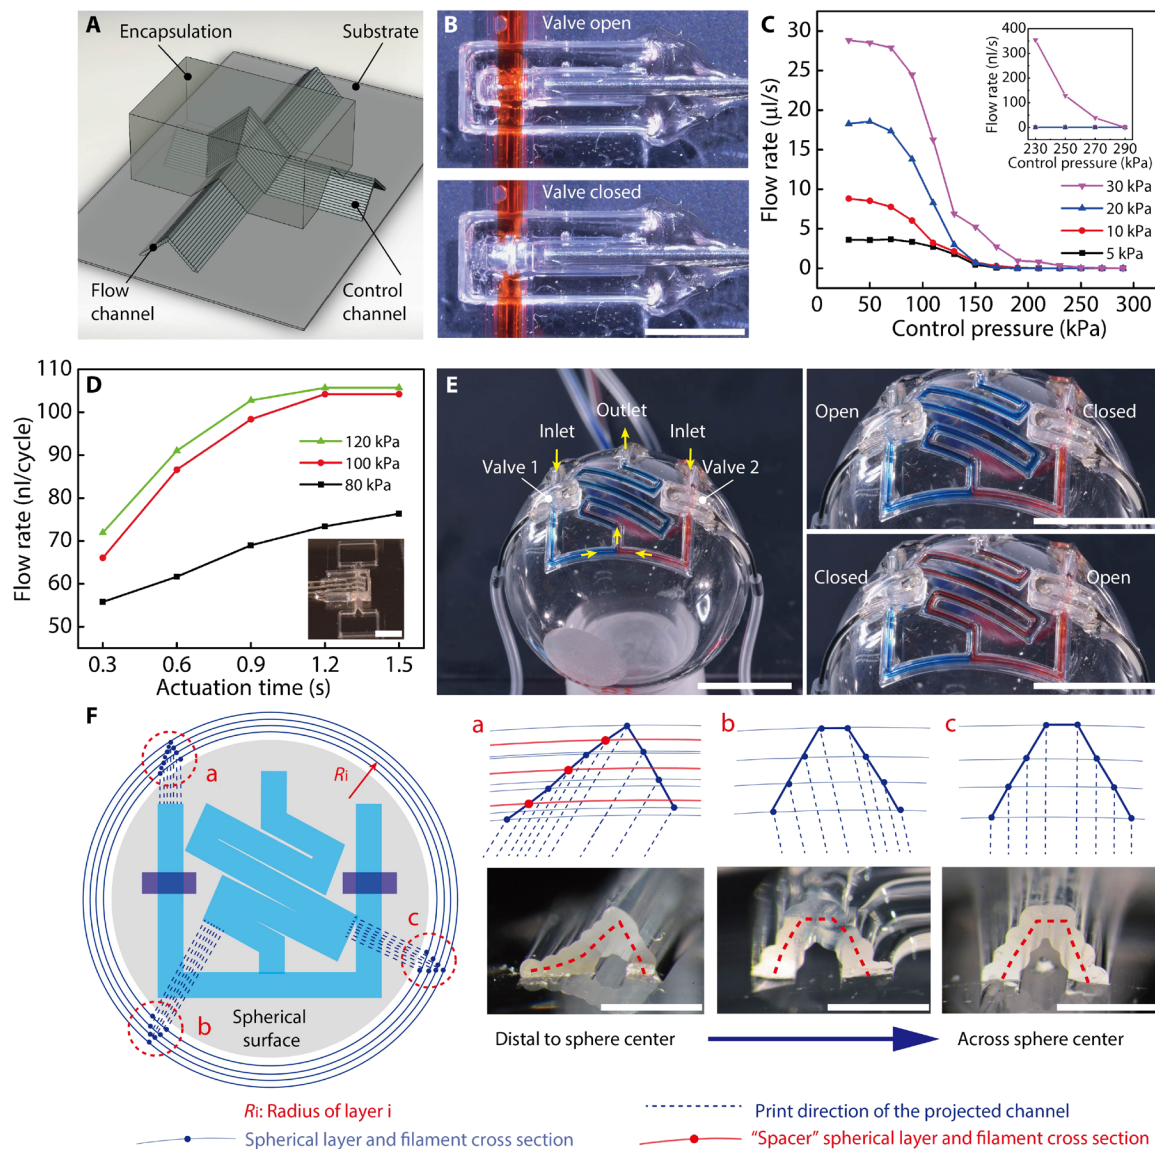 A
Encapsulation
Substrate
Flow
channel
Control
channel
B
Valve open
Valve closed
C
Flow rate (µl/s)
30
25
20
15
10
5
0
0
50
100
150
200
250
300
Control pressure (kPa)
Flow rate (nl/s)
400
300
200
100
0
230
250
270
290
Control pressure (kPa)
30 kPa
20 kPa
10 kPa
5 kPa
D
Flow rate (nl/cycle)
110
100
90
80
70
60
50
0.3
0.6
0.9
1.2
1.5
Actuation time (s)
120 kPa
100 kPa
80 kPa
E
Outlet
Inlet
Inlet
Valve 1
Valve 2
Open
Closed
Closed
Open
F
a
b
c
Ri
Spherical
surface
a
b
c
Distal to sphere center
Across sphere center
Ri: Radius of layer i
Print direction of the projected channel
Spherical layer and filament cross section
“Spacer” spherical layer and filament cross section